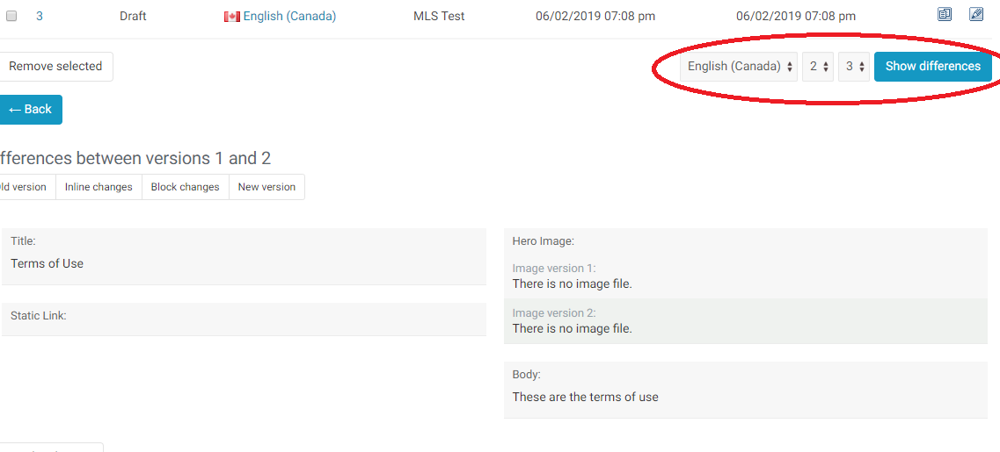 3 Draft English (Canada) MLS Test 06/02/2019 07:08 pm 06/02/2019 07:08 pm
Remove selected English (Canada) 2 3 Show differences
← Back
fferences between versions 1 and 2
ld version Inline changes Block changes New version
Title:
Terms of Use
Static Link:
Hero Image:
Image version 1:
There is no image file.
Image version 2:
There is no image file.
Body:
These are the terms of use